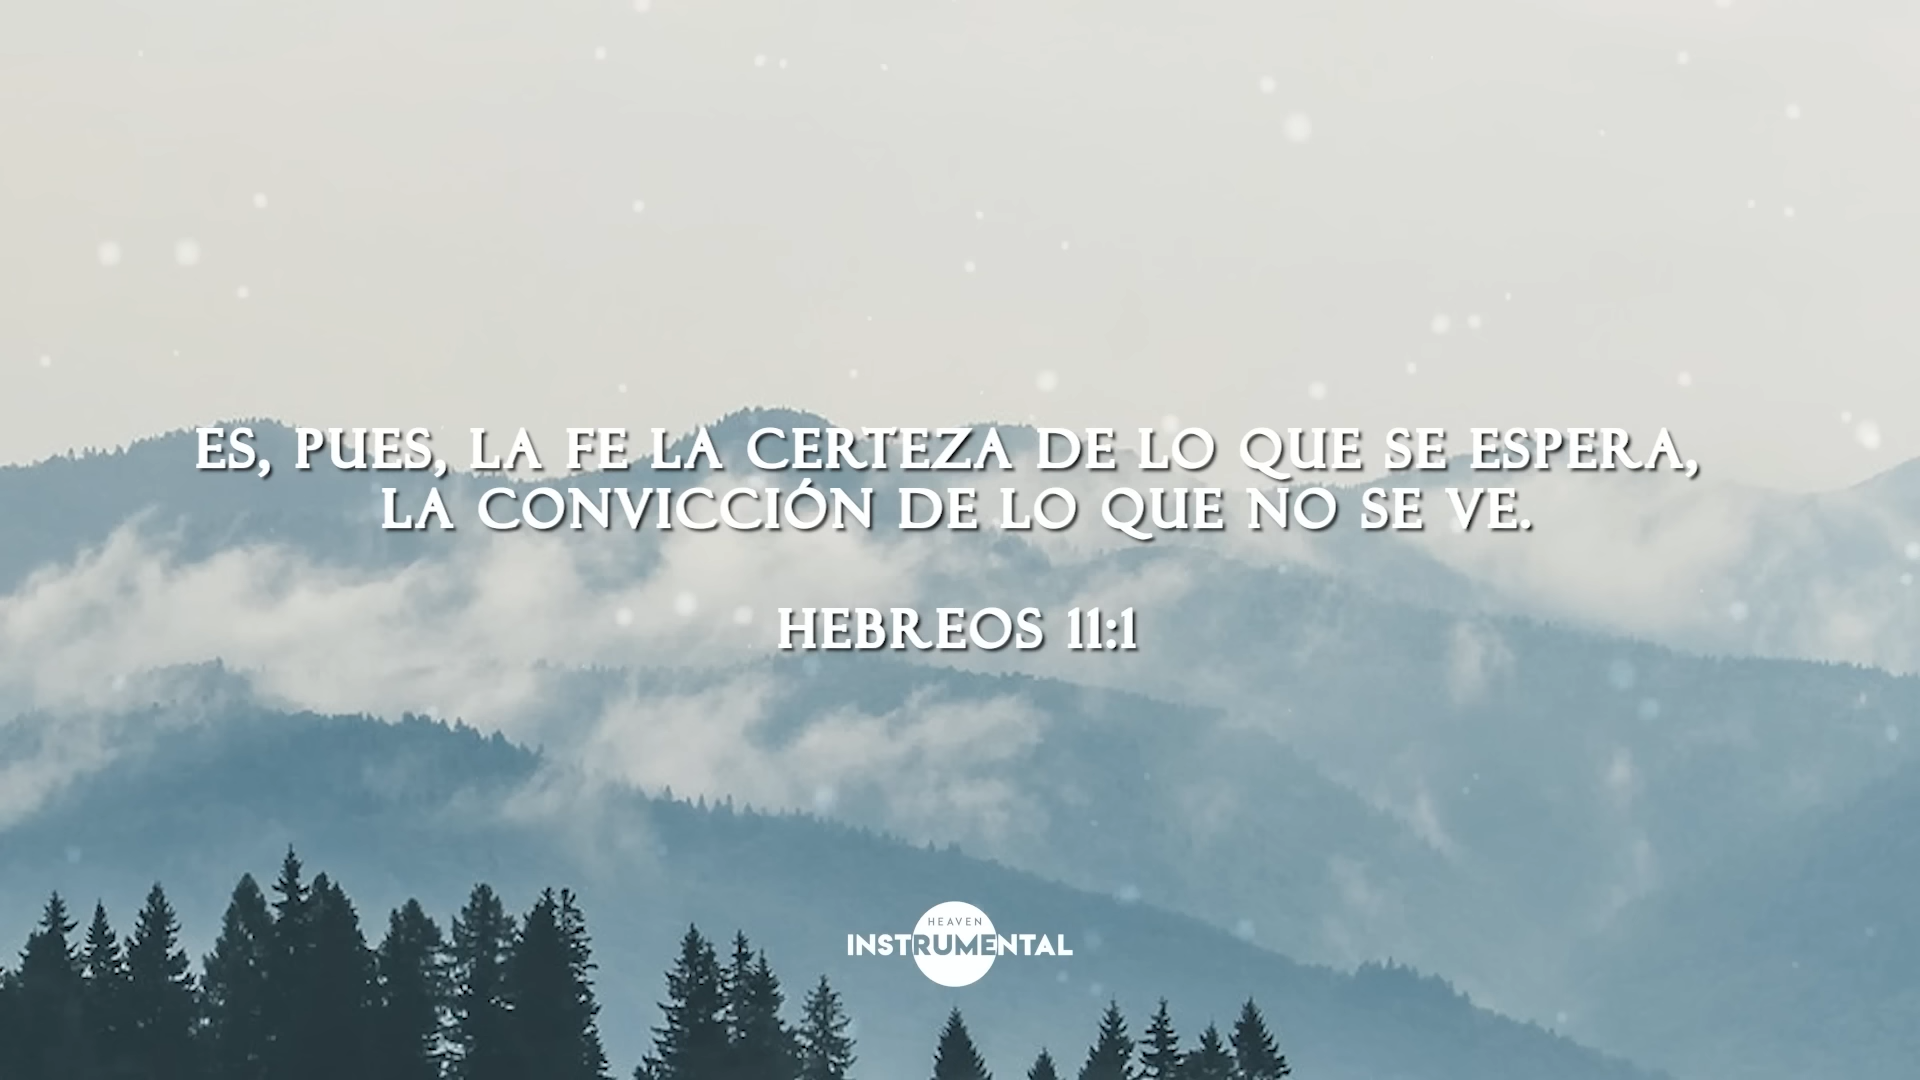 ES, PUES, LA FE LA CERTEZA DE LO QUE SE ESPERA,
LA CONVICCIÓN DE LO QUE NO SE VE.
HEBREOS 11:1
HEAVEN
INSTRUMENTAL